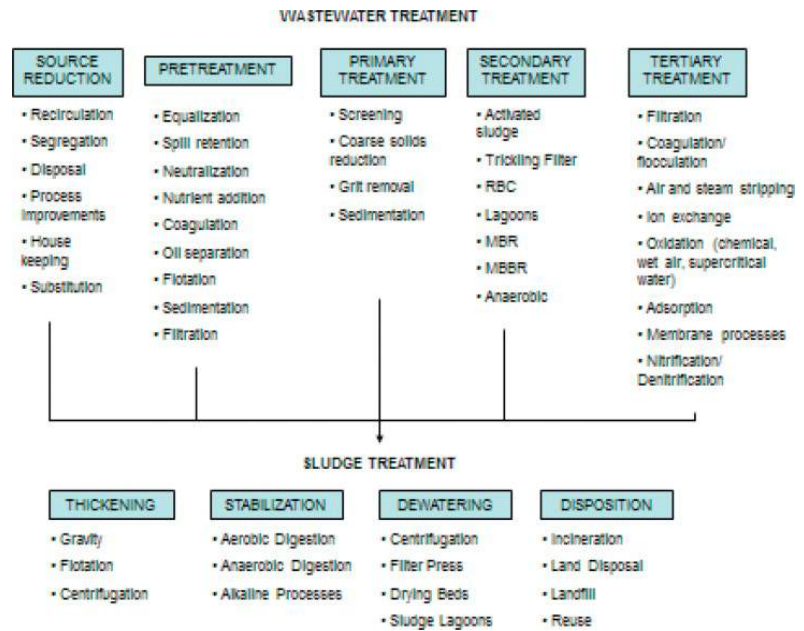 WASTEWATER TREATMENT
SOURCE
REDUCTION
• Recirculation
• Segregation
• Disposal
• Process
improvements
• House
keeping
• Substitution
PRETREATMENT
• Equalization
• Spill retention
• Neutralization
• Nutrient addition
• Coagulation
• Oil separation
• Flotation
• Sedimentation
• Filtration
PRIMARY
TREATMENT
• Screening
• Coarse solids
reduction
• Grit removal
• Sedimentation
SECONDARY
TREATMENT
• Activated
sludge
• Trickling Filter
• RBC
• Lagoons
• MBR
• MBBR
• Anaerobic
TERTIARY
TREATMENT
• Filtration
• Coagulation/
flocculation
• Air and steam stripping
• Ion exchange
• Oxidation (chemical,
wet air, supercritical
water)
• Adsorption
• Membrane processes
• Nitrification/
Denitrification
SLUDGE TREATMENT
THICKENING
• Gravity
• Flotation
• Centrifugation
STABILIZATION
• Aerobic Digestion
• Anaerobic Digestion
• Alkaline Processes
DEWATERING
• Centrifugation
• Filter Press
• Drying Beds
• Sludge Lagoons
DISPOSITION
• Incineration
• Land Disposal
• Landfill
• Reuse